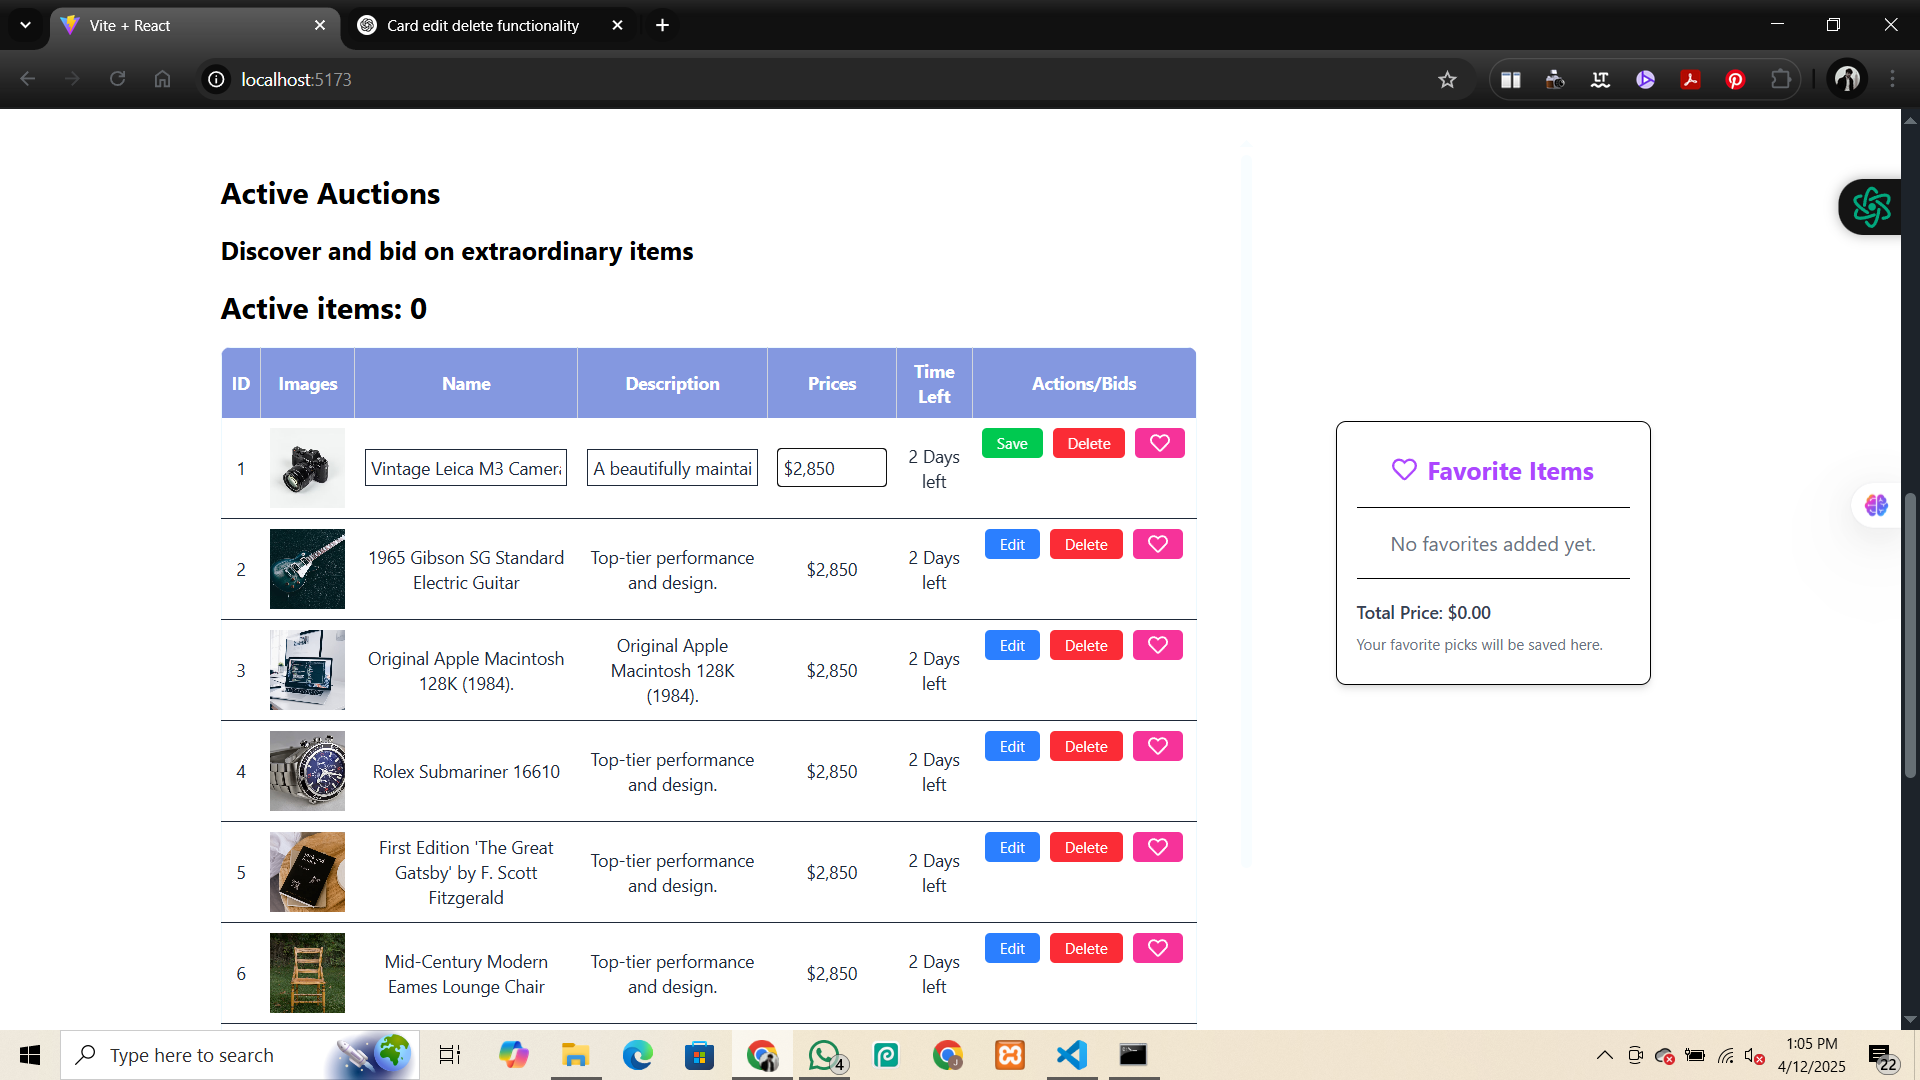 Vite + React
Card edit delete functionality
localhost:5173
Active Auctions
Discover and bid on extraordinary items
Active items: 0
ID Images Name Description Prices Time Left Actions/Bids
1 Vintage Leica M3 Camera A beautifully maintai $2,850 2 Days left Save Delete
2 1965 Gibson SG Standard Electric Guitar Top-tier performance and design. $2,850 2 Days left Edit Delete
3 Original Apple Macintosh 128K (1984). Original Apple Macintosh 128K (1984). $2,850 2 Days left Edit Delete
4 Rolex Submariner 16610 Top-tier performance and design. $2,850 2 Days left Edit Delete
5 First Edition 'The Great Gatsby' by F. Scott Fitzgerald Top-tier performance and design. $2,850 2 Days left Edit Delete
6 Mid-Century Modern Eames Lounge Chair Top-tier performance and design. $2,850 2 Days left Edit Delete
Favorite Items
No favorites added yet.
Total Price: $0.00
Your favorite picks will be saved here.
Type here to search
4
1:05 PM
4/12/2025
22